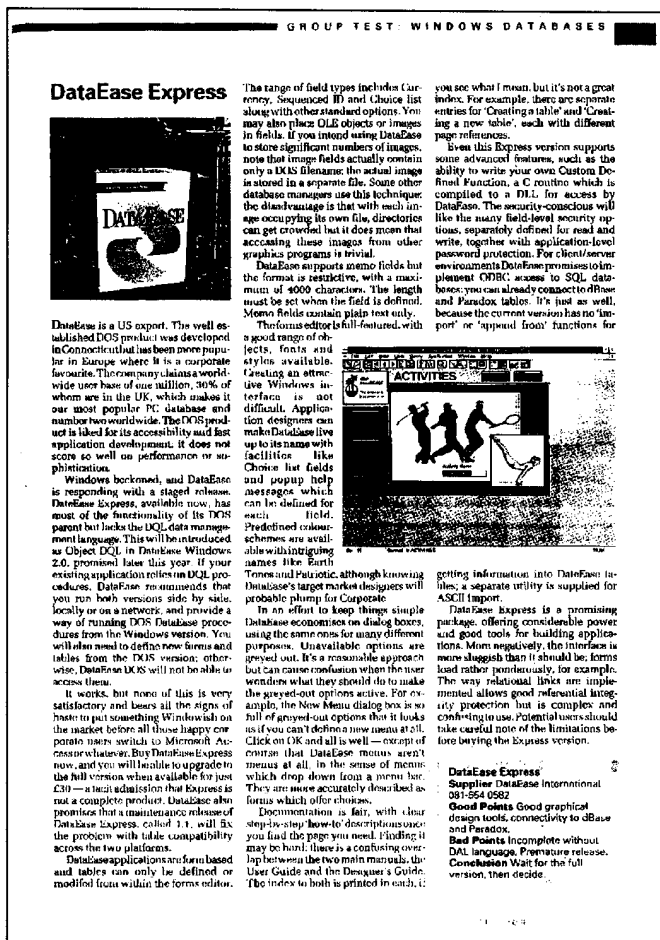 GROUP TEST: WINDOWS DATABASES
DataEase Express
DATAEASE
DataEase is a US export. The well es-
tablished DOS product was developed
in Connecticut but has been more popu-
lar in Europe where it is a corporate
favourite. The company claims a world-
wide user base of one million, 30% of
whom are in the UK, which makes it
our most popular PC database and
number two worldwide. The DOS prod-
uct is liked for its accessibility and fast
application development, it does not
score so well on performance or so-
phistication.
Windows beckoned, and DataEase
is responding with a staged release.
DataEase Express, available now, has
most of the functionality of its DOS
parent but lacks the DQL data manage-
ment language. This will be introduced
as Object DQL in DataEase Windows
2.0, promised later this year. If your
existing application relies on DQL pro-
cedures, DataEase recommends that
you run both versions side by side,
locally or on a network, and provide a
way of running DOS DataEase proce-
dures from the Windows version. You
will also need to define new forms and
tables from the DOS version; other-
wise, DataEase DOS will not be able to
access them.
It works, but none of this is very
satisfactory and bears all the signs of
haste to put something Windowish on
the market before all those happy cor-
porate users switch to Microsoft Ac-
cess or whatever. Buy DataEase Express
now, and you will be able to upgrade to
the full version when available for just
£30 — a tacit admission that Express is
not a complete product. DataEase also
promises that a maintenance release of
DataEase Express, called 1.1, will fix
the problem with table compatibility
across the two platforms.
DataEase applications are form based
and tables can only be defined or
modifed from within the forms editor.
The range of field types includes Cur-
rency, Sequenced ID and Choice list
along with other standard options. You
may also place OLE objects or images
in fields. If you intend using DataEase
to store significant numbers of images,
note that image fields actually contain
only a DOS filename; the actual image
is stored in a separate file. Some other
database managers use this technique;
the disadvantage is that with each im-
age occupying its own file, directories
can get crowded but it does mean that
accessing these images from other
graphics programs is trivial.
DataEase supports memo fields but
the format is restrictive, with a maxi-
mum of 4000 characters. The length
must be set when the field is defined.
Memo fields contain plain text only.
The forms editor is full-featured, with
a good range of ob-
jects, fonts and
styles available.
Creating an attrac-
tive Windows in-
terface is not
difficult. Applica-
tion designers can
make DataEase live
up to its name with
facilities like
Choice list fields
and popup help
messages which
can be defined for
each field.
Predefined colour-
schemes are avail-
able with intriguing
names like Earth
Tones and Patriotic, although knowing
DataEase's target market designers will
probable plump for Corporate.
In an effort to keep things simple
DataEase economises on dialog boxes,
using the same ones for many different
purposes. Unavailable options are
greyed out. It's a reasonable approach
but can cause confusion when the user
wonders what they should do to make
the greyed-out options active. For ex-
ample, the New Menu dialog box is so
full of greyed-out options that it looks
as if you can't define a new menu at all.
Click on OK and all is well — except of
course that DataEase menus aren't
menus at all, in the sense of menus
which drop down from a menu bar.
They are more accurately described as
forms which offer choices.
Documentation is fair, with clear
step-by-step 'how-to' descriptions once
you find the page you need. Finding it
may be hard; there is a confusing over-
lap between the two main manuals, the
User Guide and the Designer's Guide.
The index to both is printed in each, if
you see what I mean, but it's not a great
index. For example, there are separate
entries for 'Creating a table' and 'Creat-
ing a new table', each with different
page references.
Even this Express version supports
some advanced features, such as the
ability to write your own Custom De-
fined Function, a C routine which is
compiled to a DLL for access by
DataEase. The security-conscious will
like the many field-level security op-
tions, separately defined for read and
write, together with application-level
password protection. For client/server
environments DataEase promises to im-
plement ODBC access to SQL data-
bases; you can already connect to dBase
and Paradox tables. It's just as well,
because the current version has no 'im-
port' or 'append from' functions for
ACTIVITIES
getting information into DataEase ta-
bles; a separate utility is supplied for
ASCII import.
DataEase Express is a promising
package, offering considerable power
and good tools for building applica-
tions. More negatively, the interface is
more sluggish than it should be; forms
load rather ponderously, for example.
The way relational links are imple-
mented allows good referential integ-
rity protection but is complex and
confusing to use. Potential users should
take careful note of the limitations be-
fore buying the Express version.
DataEase Express
Supplier DataEase International
081-554 0582
Good Points Good graphical
design tools, connectivity to dBase
and Paradox.
Bad Points Incomplete without
DAL language. Premature release.
Conclusion Wait for the full
version, then decide.